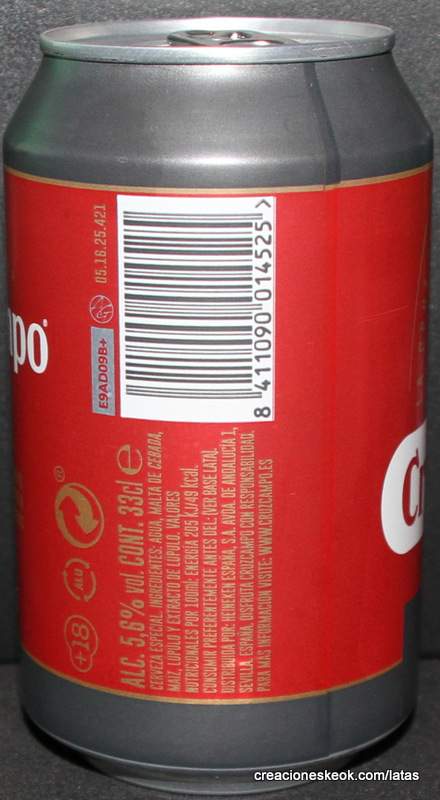 mpo
05.16.25.421
E9AD09B+
8 411090 014525 >
+18
ALU
ALC. 5,6% vol. CONT. 33cl e
CERVEZA ESPECIAL. INGREDIENTES: AGUA, MALTA DE CEBADA,
MAÍZ, LÚPULO Y EXTRACTO DE LÚPULO. VALORES
NUTRICIONALES POR 100ml: ENERGÍA 205 kJ/49 kcal.
CONSUMIR PREFERENTEMENTE ANTES DEL: (VER BASE LATA).
DISTRIBUIDA POR: HEINEKEN ESPAÑA, S.A. AVDA. DE ANDALUCÍA 1,
SEVILLA ESPAÑA. DISFRUTA CRUZCAMPO CON RESPONSABILIDAD.
PARA MÁS INFORMACIÓN VISITE: WWW.CRUZCAMPO.ES
Cr
creacioneskeok.com/latas